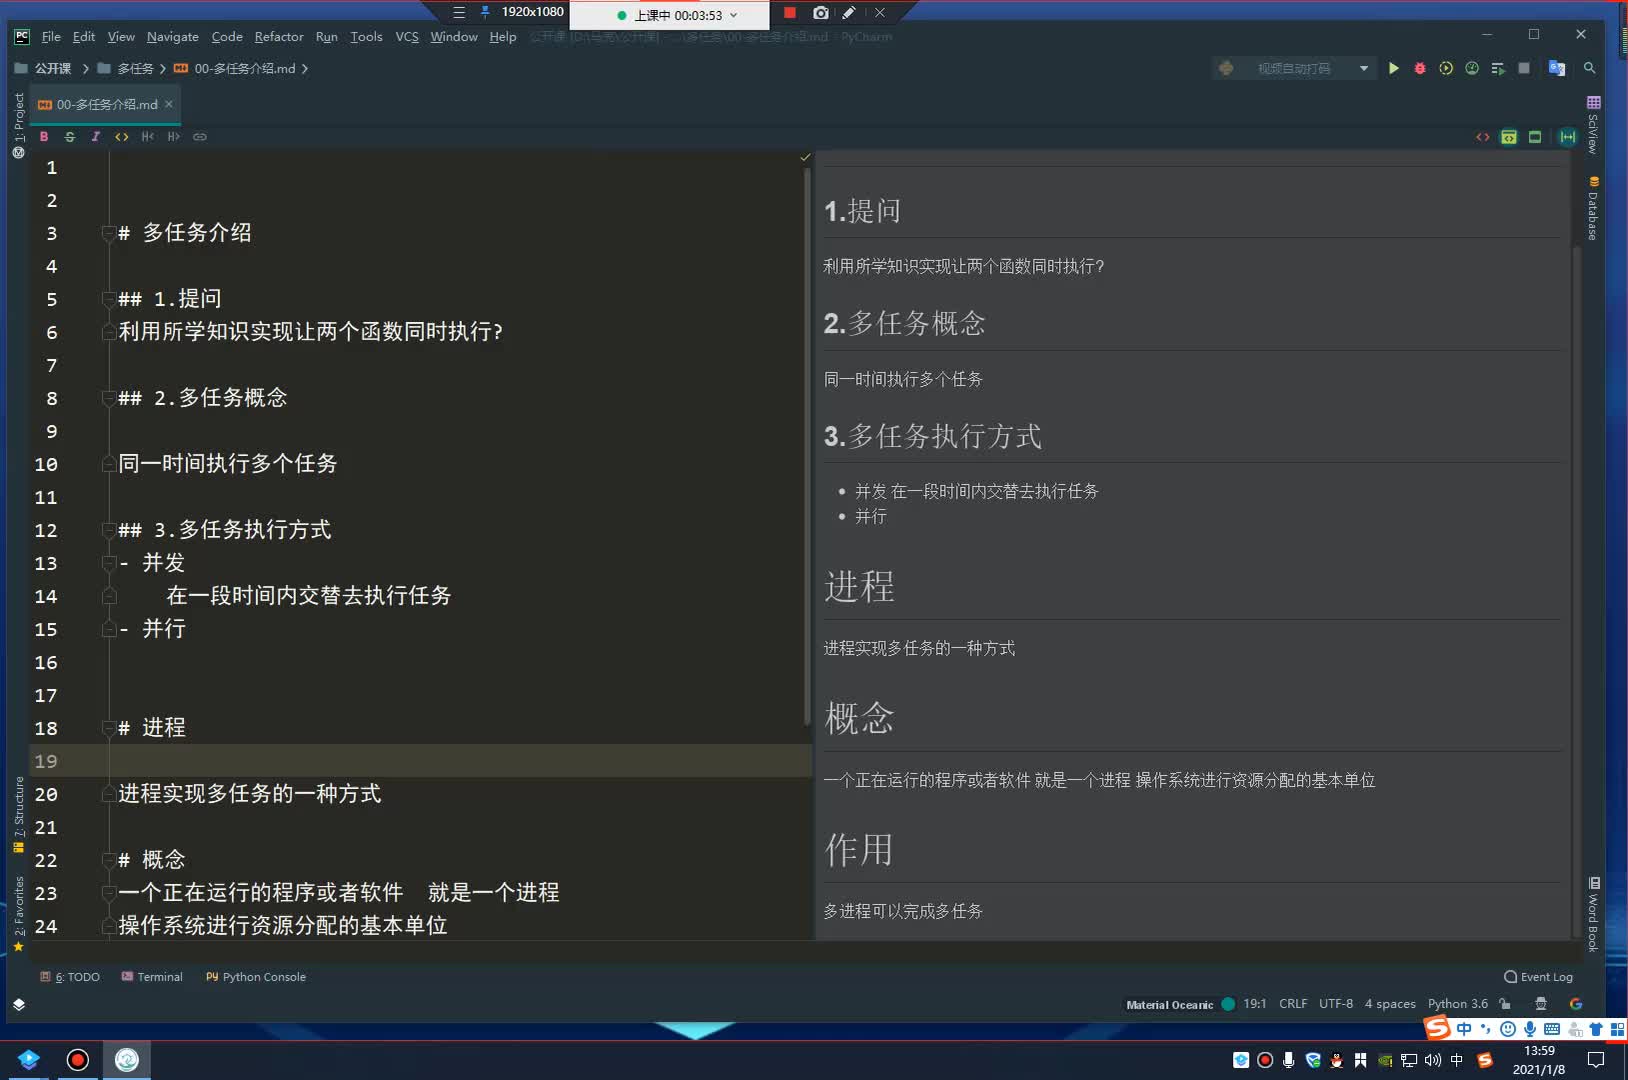 1920x1080
上课中 00:03:53
File Edit View Navigate Code Refactor Run Tools VCS Window Help
公开课 > 多任务 > 00-多任务介绍.md >
视频自动打码
00-多任务介绍.md
1: Project
7: Structure
2: Favorites
SciView
Database
Word Book
1
2
3 # 多任务介绍
4
5 ## 1.提问
6 利用所学知识实现让两个函数同时执行?
7
8 ## 2.多任务概念
9
10 同一时间执行多个任务
11
12 ## 3.多任务执行方式
13 - 并发
14 在一段时间内交替去执行任务
15 - 并行
16
17
18 # 进程
19
20 进程实现多任务的一种方式
21
22 # 概念
23 一个正在运行的程序或者软件 就是一个进程
24 操作系统进行资源分配的基本单位
1.提问
利用所学知识实现让两个函数同时执行?
2.多任务概念
同一时间执行多个任务
3.多任务执行方式
• 并发 在一段时间内交替去执行任务
• 并行
进程
进程实现多任务的一种方式
概念
一个正在运行的程序或者软件 就是一个进程 操作系统进行资源分配的基本单位
作用
多进程可以完成多任务
6: TODO Terminal Python Console
Event Log
Material Oceanic 19:1 CRLF UTF-8 4 spaces Python 3.6
中
中
13:59
2021/1/8